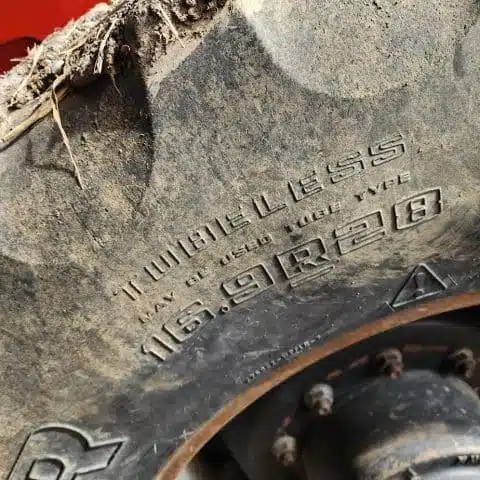 TUBELESS
MAY BE USED TUBE TYPE
16.9R28
R